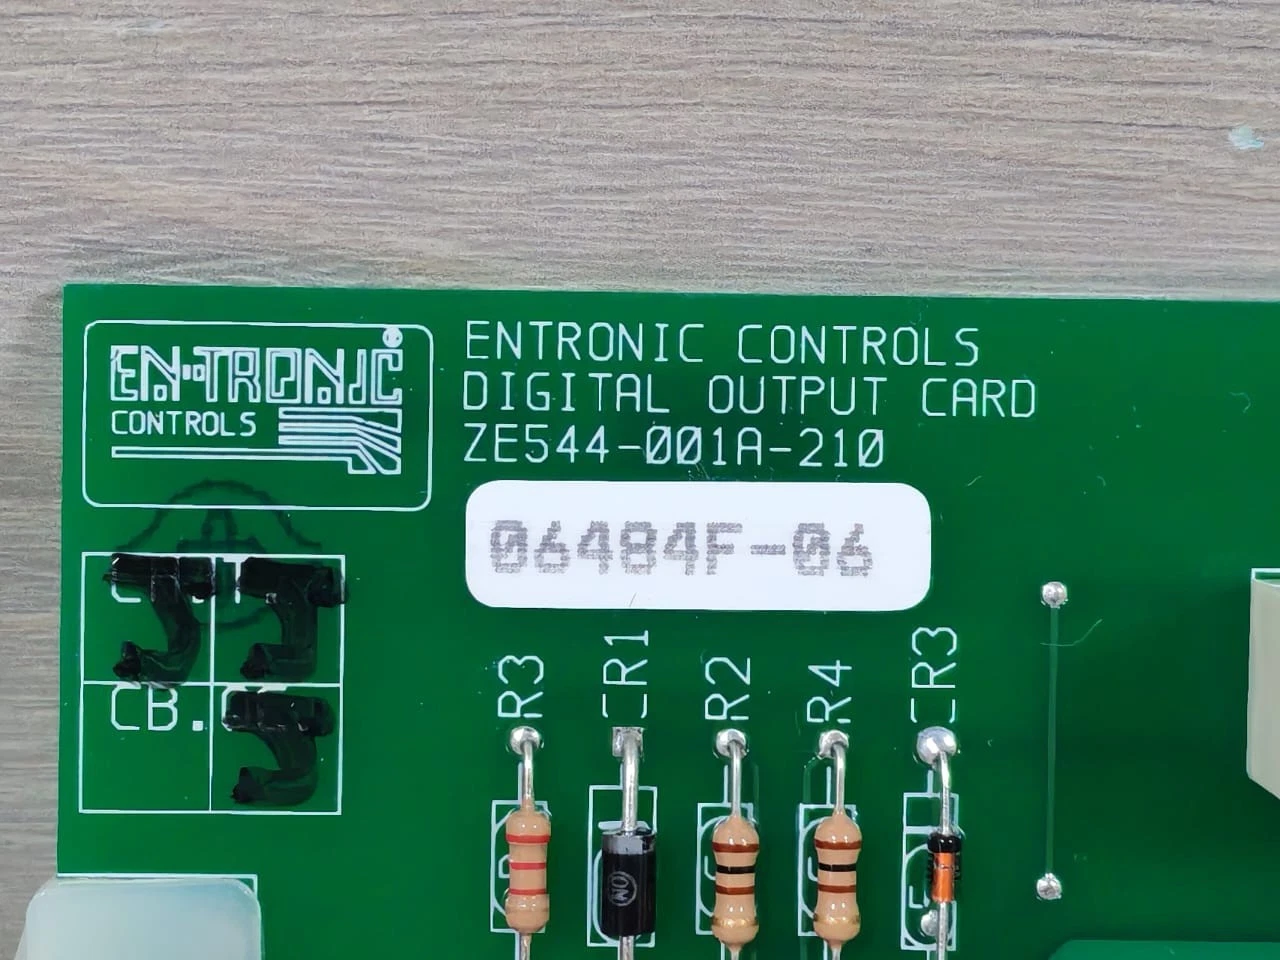 EN-TRONIC
CONTROLS
ENTRONIC CONTROLS
DIGITAL OUTPUT CARD
ZE544-001A-210
06484F-06
CB.
R3
CR1
R2
R4
CR3
ON